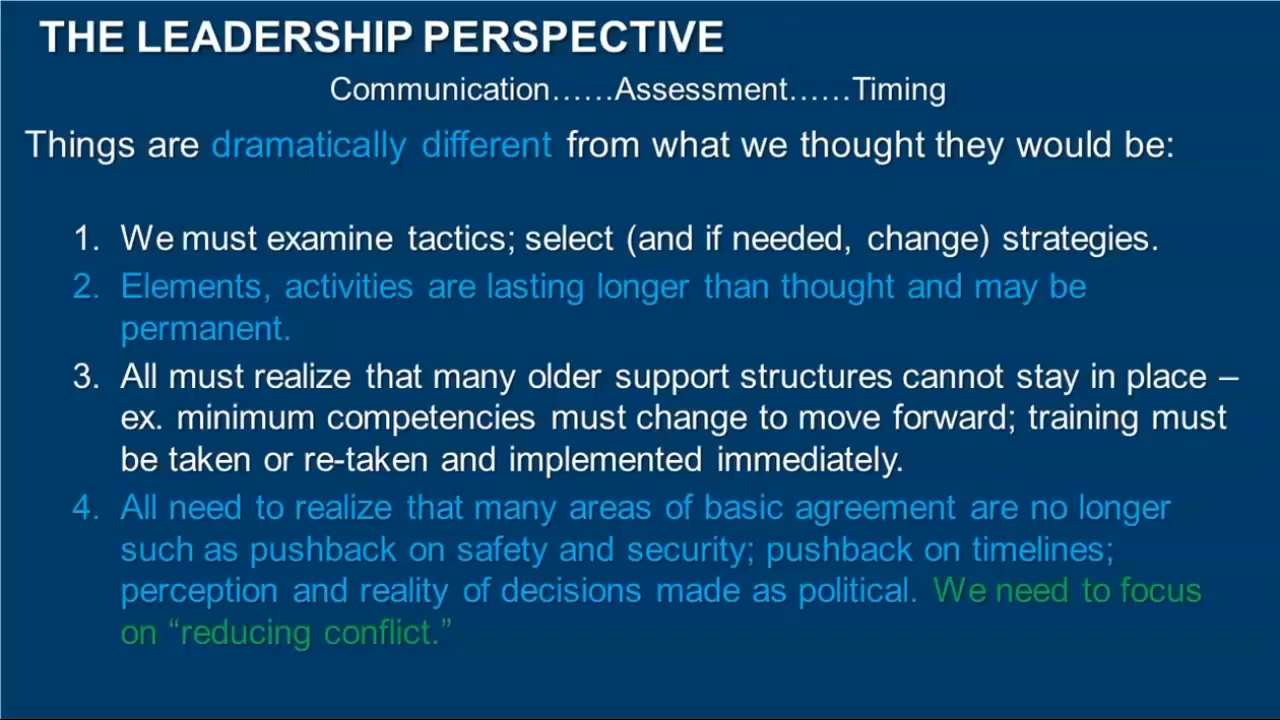 THE LEADERSHIP PERSPECTIVE
Communication......Assessment......Timing
Things are dramatically different from what we thought they would be:
1. We must examine tactics; select (and if needed, change) strategies.
2. Elements, activities are lasting longer than thought and may be
permanent.
3. All must realize that many older support structures cannot stay in place –
ex. minimum competencies must change to move forward; training must
be taken or re-taken and implemented immediately.
4. All need to realize that many areas of basic agreement are no longer
such as pushback on safety and security; pushback on timelines;
perception and reality of decisions made as political. We need to focus
on “reducing conflict.”